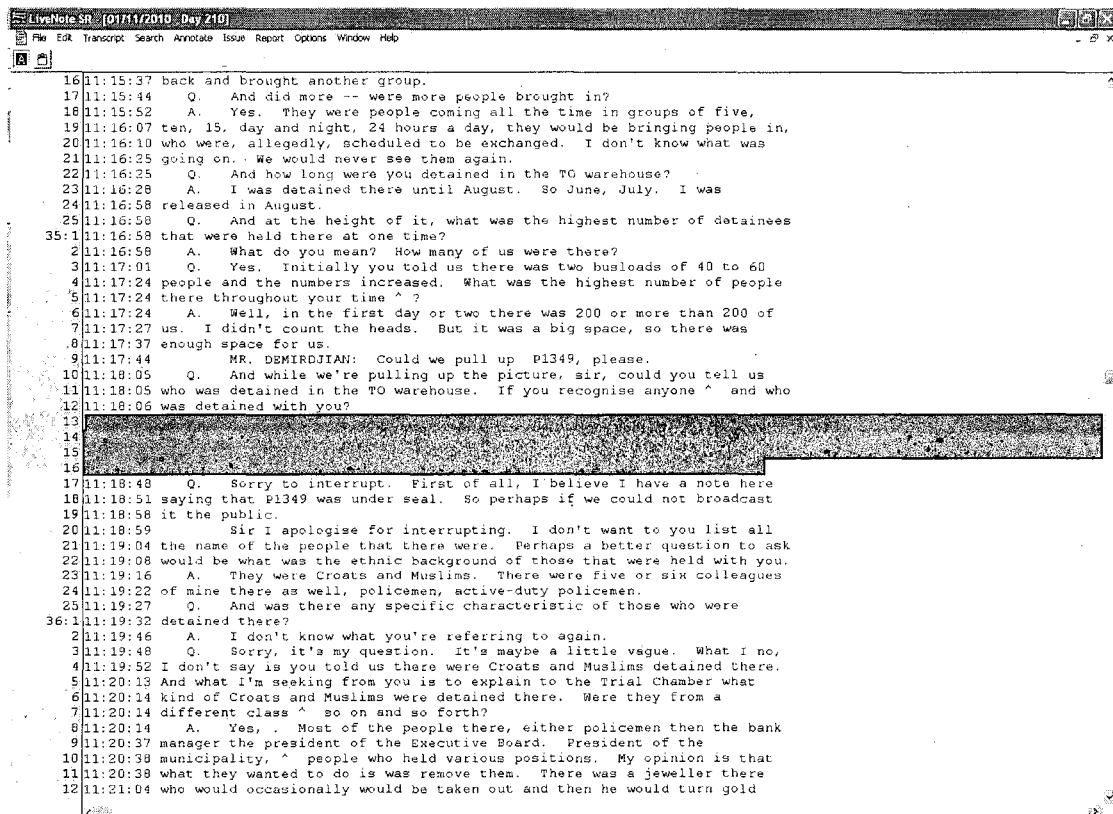 LiveNote SR [01/11/2010 Day 210]
File Edit Transcript Search Annotate Issue Report Options Window Help
A
16 11:15:37 back and brought another group.
17 11:15:44 Q. And did more -- were more people brought in?
18 11:15:52 A. Yes. They were people coming all the time in groups of five,
19 11:16:07 ten, 15, day and night, 24 hours a day, they would be bringing people in,
20 11:16:10 who were, allegedly, scheduled to be exchanged. I don't know what was
21 11:16:25 going on. We would never see them again.
22 11:16:25 Q. And how long were you detained in the TO warehouse?
23 11:16:28 A. I was detained there until August. So June, July. I was
24 11:16:58 released in August.
25 11:16:58 Q. And at the height of it, what was the highest number of detainees
35:1 11:16:58 that were held there at one time?
2 11:16:58 A. What do you mean? How many of us were there?
3 11:17:01 Q. Yes. Initially you told us there was two busloads of 40 to 60
4 11:17:24 people and the numbers increased. What was the highest number of people
5 11:17:24 there throughout your time ^ ?
6 11:17:24 A. Well, in the first day or two there was 200 or more than 200 of
7 11:17:27 us. I didn't count the heads. But it was a big space, so there was
8 11:17:37 enough space for us.
9 11:17:44 MR. DEMIRDJIAN: Could we pull up P1349, please.
10 11:18:05 Q. And while we're pulling up the picture, sir, could you tell us
11 11:18:05 who was detained in the TO warehouse. If you recognise anyone ^ and who
12 11:18:06 was detained with you?
13
14
15
16
17 11:18:48 Q. Sorry to interrupt. First of all, I believe I have a note here
18 11:18:51 saying that P1349 was under seal. So perhaps if we could not broadcast
19 11:18:58 it the public.
20 11:18:59 Sir I apologise for interrupting. I don't want to you list all
21 11:19:04 the name of the people that there were. Perhaps a better question to ask
22 11:19:08 would be what was the ethnic background of those that were held with you.
23 11:19:16 A. They were Croats and Muslims. There were five or six colleagues
24 11:19:22 of mine there as well, policemen, active-duty policemen.
25 11:19:27 Q. And was there any specific characteristic of those who were
36:1 11:19:32 detained there?
2 11:19:46 A. I don't know what you're referring to again.
3 11:19:48 Q. Sorry, it's my question. It's maybe a little vague. What I no,
4 11:19:52 I don't say is you told us there were Croats and Muslims detained there.
5 11:20:13 And what I'm seeking from you is to explain to the Trial Chamber what
6 11:20:14 kind of Croats and Muslims were detained there. Were they from a
7 11:20:14 different class ^ so on and so forth?
8 11:20:14 A. Yes, . Most of the people there, either policemen then the bank
9 11:20:37 manager the president of the Executive Board. President of the
10 11:20:38 municipality, ^ people who held various positions. My opinion is that
11 11:20:38 what they wanted to do is was remove them. There was a jeweller there
12 11:21:04 who would occasionally would be taken out and then he would turn gold